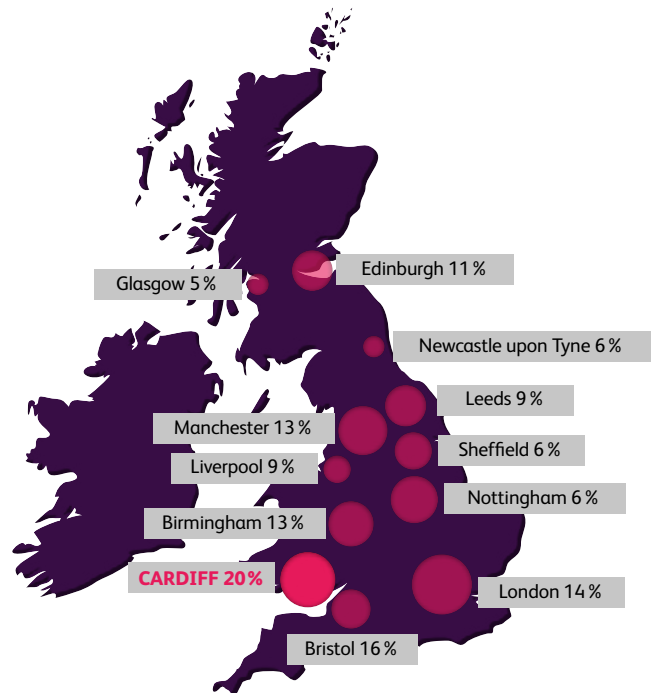 Edinburgh 11 %
Glasgow 5 %
Newcastle upon Tyne 6 %
Leeds 9 %
Manchester 13 %
Sheffield 6 %
Liverpool 9 %
Nottingham 6 %
Birmingham 13 %
CARDIFF 20 %
London 14 %
Bristol 16 %